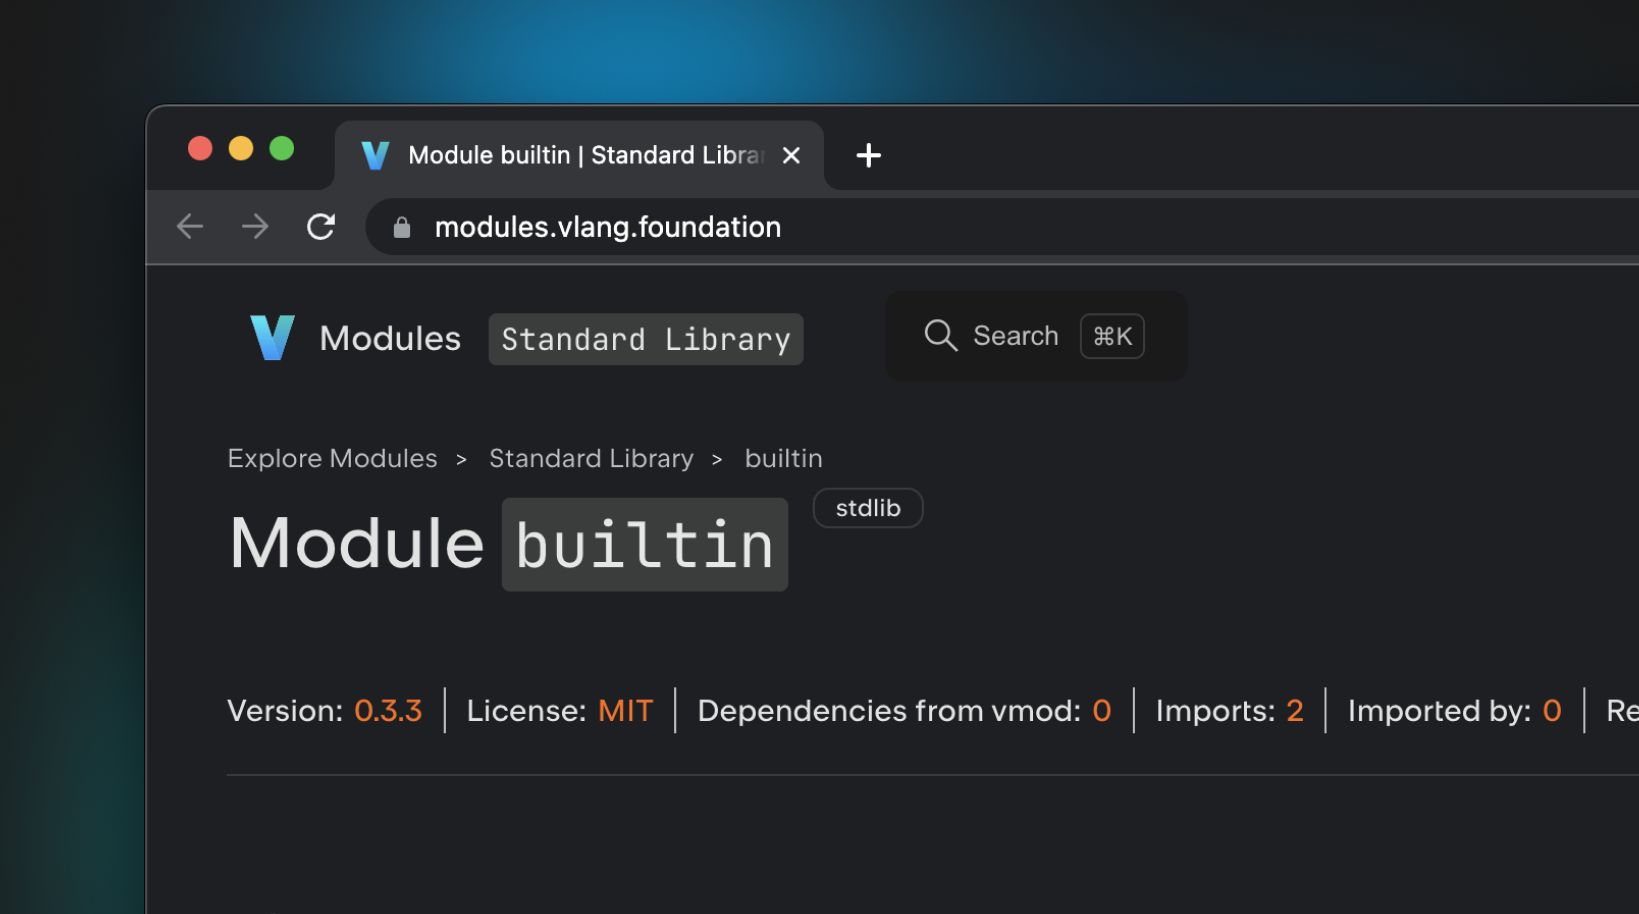 Module builtin | Standard Libra
modules.vlang.foundation
Modules Standard Library Search ⌘K
Explore Modules > Standard Library > builtin
Module builtin stdlib
Version: 0.3.3 | License: MIT | Dependencies from vmod: 0 | Imports: 2 | Imported by: 0 | Re